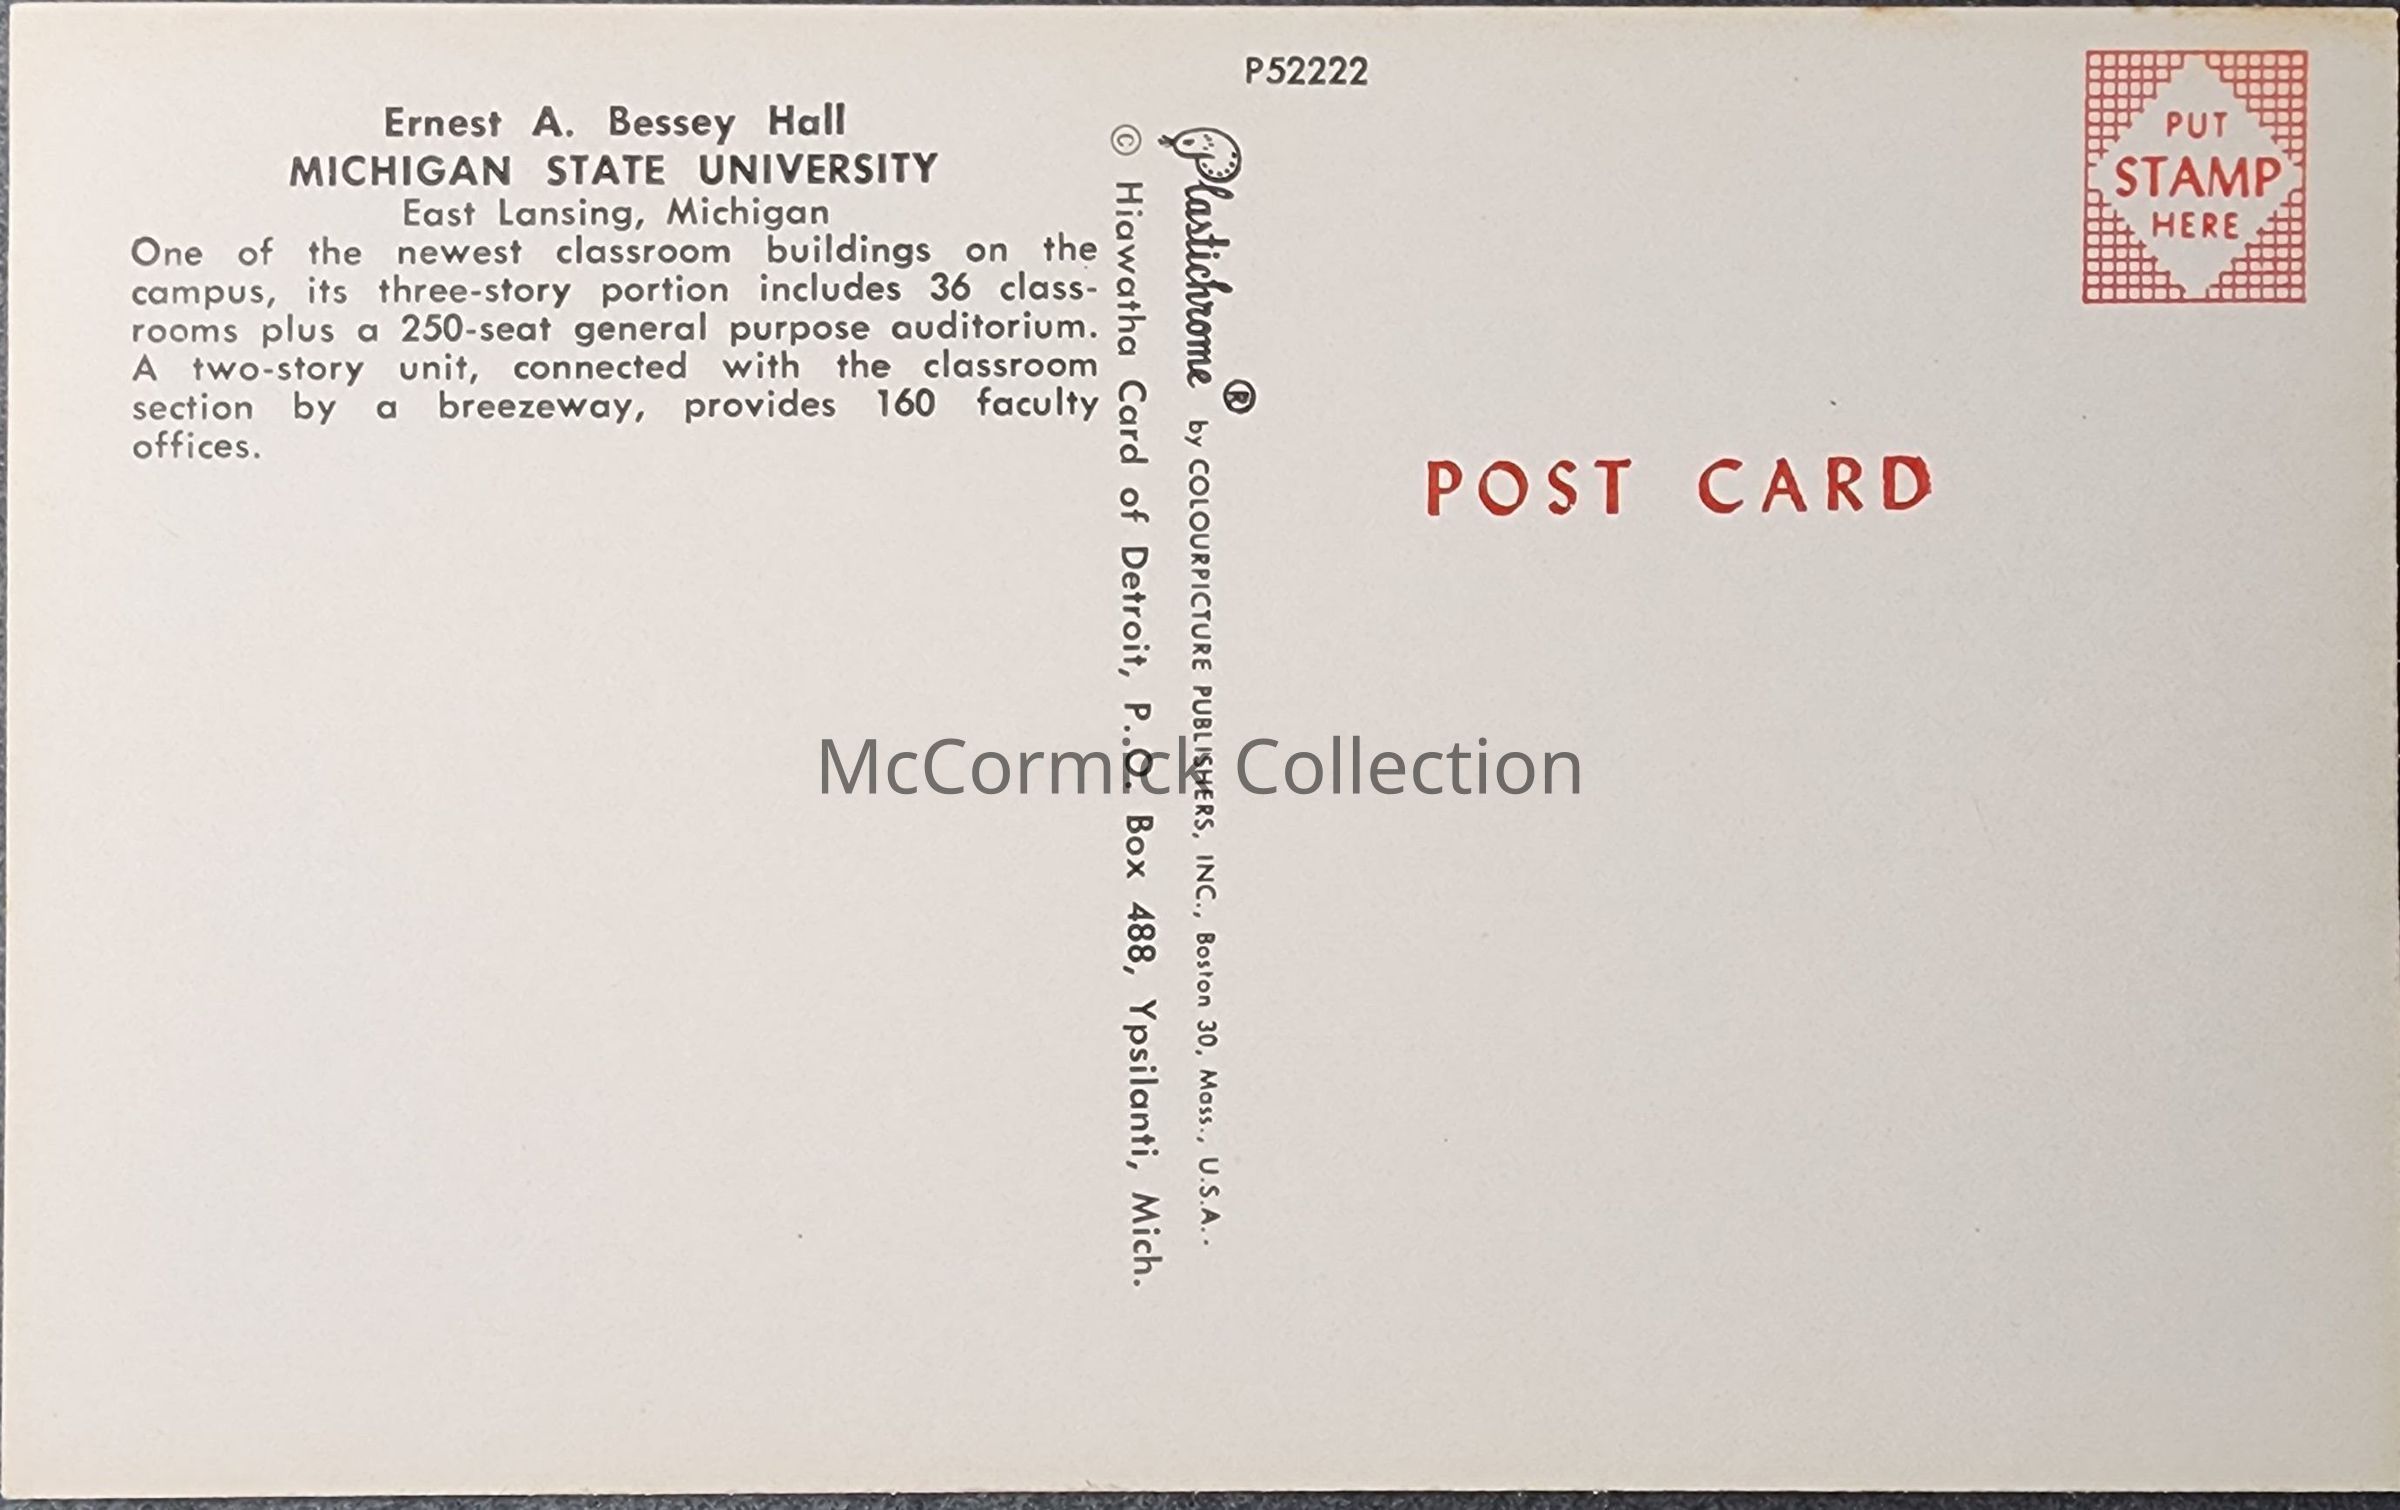 P52222
Ernest A. Bessey Hall
MICHIGAN STATE UNIVERSITY
East Lansing, Michigan
One of the newest classroom buildings on the
campus, its three-story portion includes 36 class-
rooms plus a 250-seat general purpose auditorium.
A two-story unit, connected with the classroom
section by a breezeway, provides 160 faculty
offices.
© Hiawatha Card of Detroit, P..O. Box 488, Ypsilanti, Mich.
Plastichrome ® by COLOURPICTURE PUBLISHERS, INC., Boston 30, Mass., U.S.A.
PUT
STAMP
HERE
POST CARD
McCormick Collection